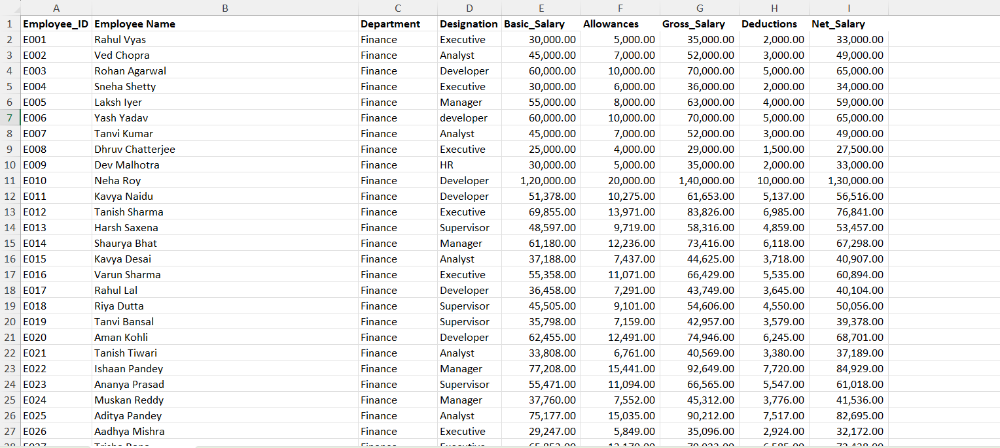 A B C D E F G H I
1 Employee_ID Employee Name Department Designation Basic_Salary Allowances Gross_Salary Deductions Net_Salary
2 E001 Rahul Vyas Finance Executive 30,000.00 5,000.00 35,000.00 2,000.00 33,000.00
3 E002 Ved Chopra Finance Analyst 45,000.00 7,000.00 52,000.00 3,000.00 49,000.00
4 E003 Rohan Agarwal Finance Developer 60,000.00 10,000.00 70,000.00 5,000.00 65,000.00
5 E004 Sneha Shetty Finance Executive 30,000.00 6,000.00 36,000.00 2,000.00 34,000.00
6 E005 Laksh Iyer Finance Manager 55,000.00 8,000.00 63,000.00 4,000.00 59,000.00
7 E006 Yash Yadav Finance developer 60,000.00 10,000.00 70,000.00 5,000.00 65,000.00
8 E007 Tanvi Kumar Finance Analyst 45,000.00 7,000.00 52,000.00 3,000.00 49,000.00
9 E008 Dhruv Chatterjee Finance Executive 25,000.00 4,000.00 29,000.00 1,500.00 27,500.00
10 E009 Dev Malhotra Finance HR 30,000.00 5,000.00 35,000.00 2,000.00 33,000.00
11 E010 Neha Roy Finance Developer 1,20,000.00 20,000.00 1,40,000.00 10,000.00 1,30,000.00
12 E011 Kavya Naidu Finance Developer 51,378.00 10,275.00 61,653.00 5,137.00 56,516.00
13 E012 Tanish Sharma Finance Executive 69,855.00 13,971.00 83,826.00 6,985.00 76,841.00
14 E013 Harsh Saxena Finance Supervisor 48,597.00 9,719.00 58,316.00 4,859.00 53,457.00
15 E014 Shaurya Bhat Finance Manager 61,180.00 12,236.00 73,416.00 6,118.00 67,298.00
16 E015 Kavya Desai Finance Analyst 37,188.00 7,437.00 44,625.00 3,718.00 40,907.00
17 E016 Varun Sharma Finance Executive 55,358.00 11,071.00 66,429.00 5,535.00 60,894.00
18 E017 Rahul Lal Finance Developer 36,458.00 7,291.00 43,749.00 3,645.00 40,104.00
19 E018 Riya Dutta Finance Supervisor 45,505.00 9,101.00 54,606.00 4,550.00 50,056.00
20 E019 Tanvi Bansal Finance Supervisor 35,798.00 7,159.00 42,957.00 3,579.00 39,378.00
21 E020 Aman Kohli Finance Developer 62,455.00 12,491.00 74,946.00 6,245.00 68,701.00
22 E021 Tanish Tiwari Finance Analyst 33,808.00 6,761.00 40,569.00 3,380.00 37,189.00
23 E022 Ishaan Pandey Finance Manager 77,208.00 15,441.00 92,649.00 7,720.00 84,929.00
24 E023 Ananya Prasad Finance Supervisor 55,471.00 11,094.00 66,565.00 5,547.00 61,018.00
25 E024 Muskan Reddy Finance Manager 37,760.00 7,552.00 45,312.00 3,776.00 41,536.00
26 E025 Aditya Pandey Finance Analyst 75,177.00 15,035.00 90,212.00 7,517.00 82,695.00
27 E026 Aadhya Mishra Finance Executive 29,247.00 5,849.00 35,096.00 2,924.00 32,172.00
28 E027 Finance Executive